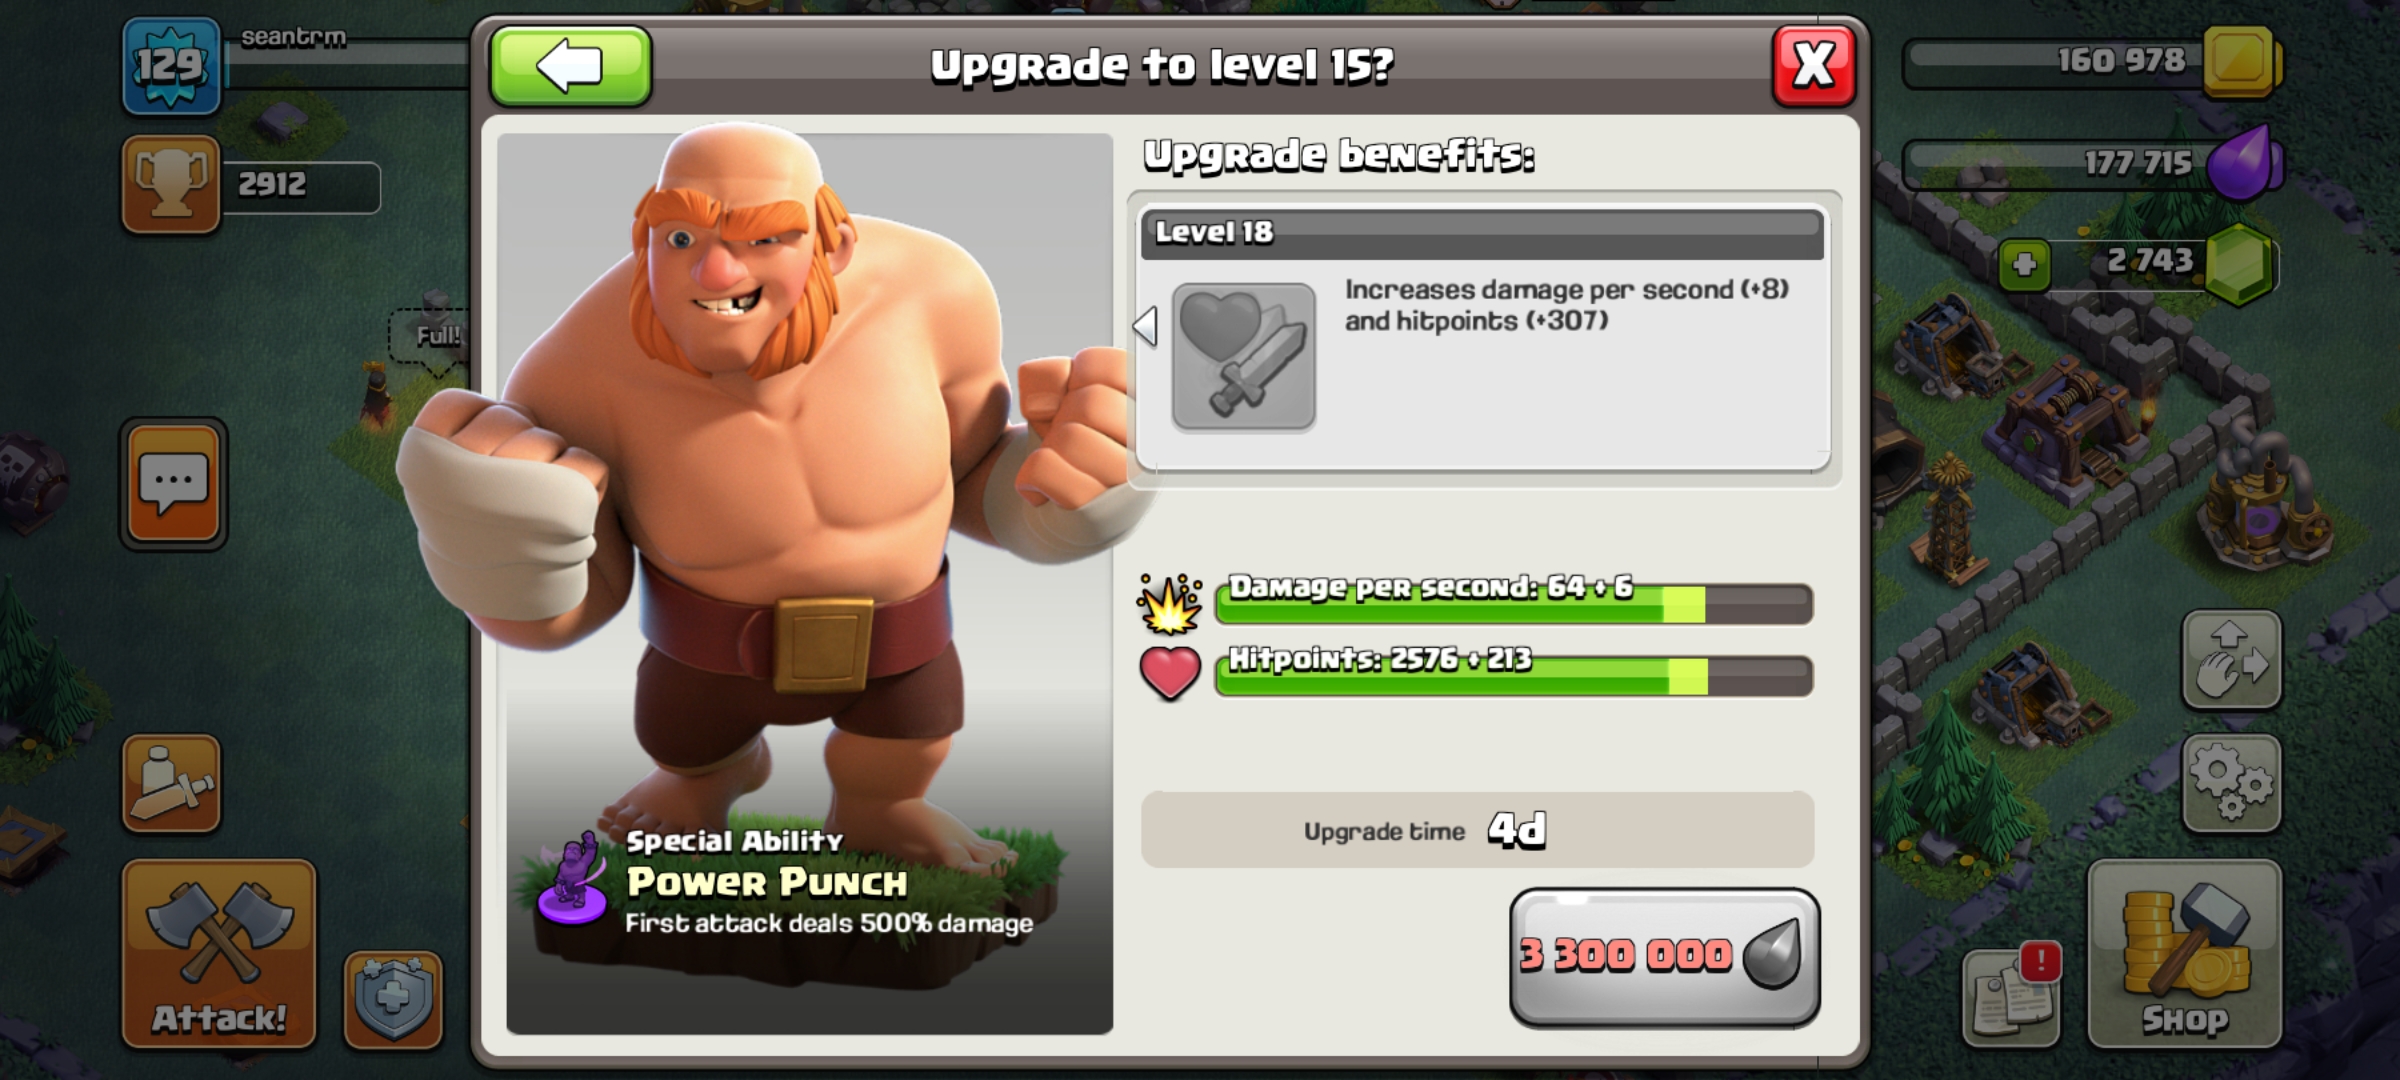 129
seantrm
2912
Full!
Attack!
Upgrade to level 15?
X
Special Ability
Power Punch
First attack deals 500% damage
Upgrade benefits:
Level 18
Increases damage per second (+8)
and hitpoints (+307)
Damage per second: 64 + 6
Hitpoints: 2576 + 213
Upgrade time 4d
3 300 000
160 978
177 715
2 743
!
Shop